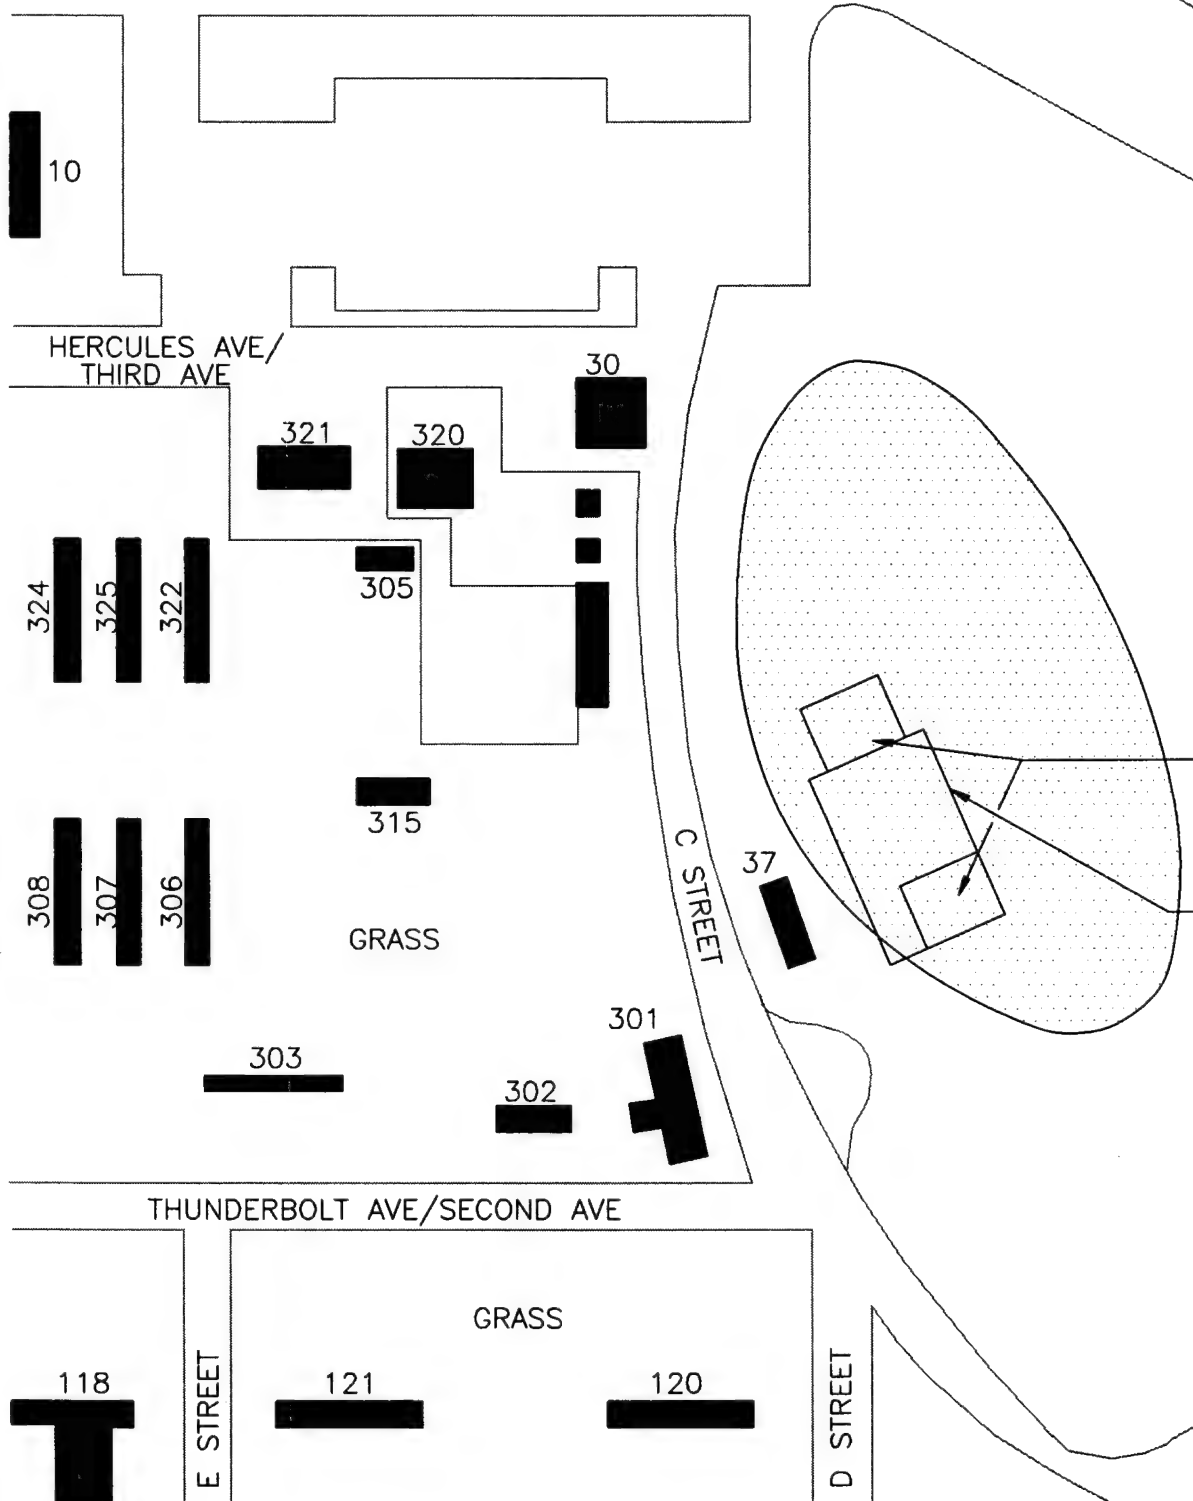 10
HERCULES AVE/
THIRD AVE
30
321
320
305
324
325
322
315
308
307
306
GRASS
C STREET
37
301
303
302
THUNDERBOLT AVE/SECOND AVE
GRASS
118
E STREET
121
120
D STREET